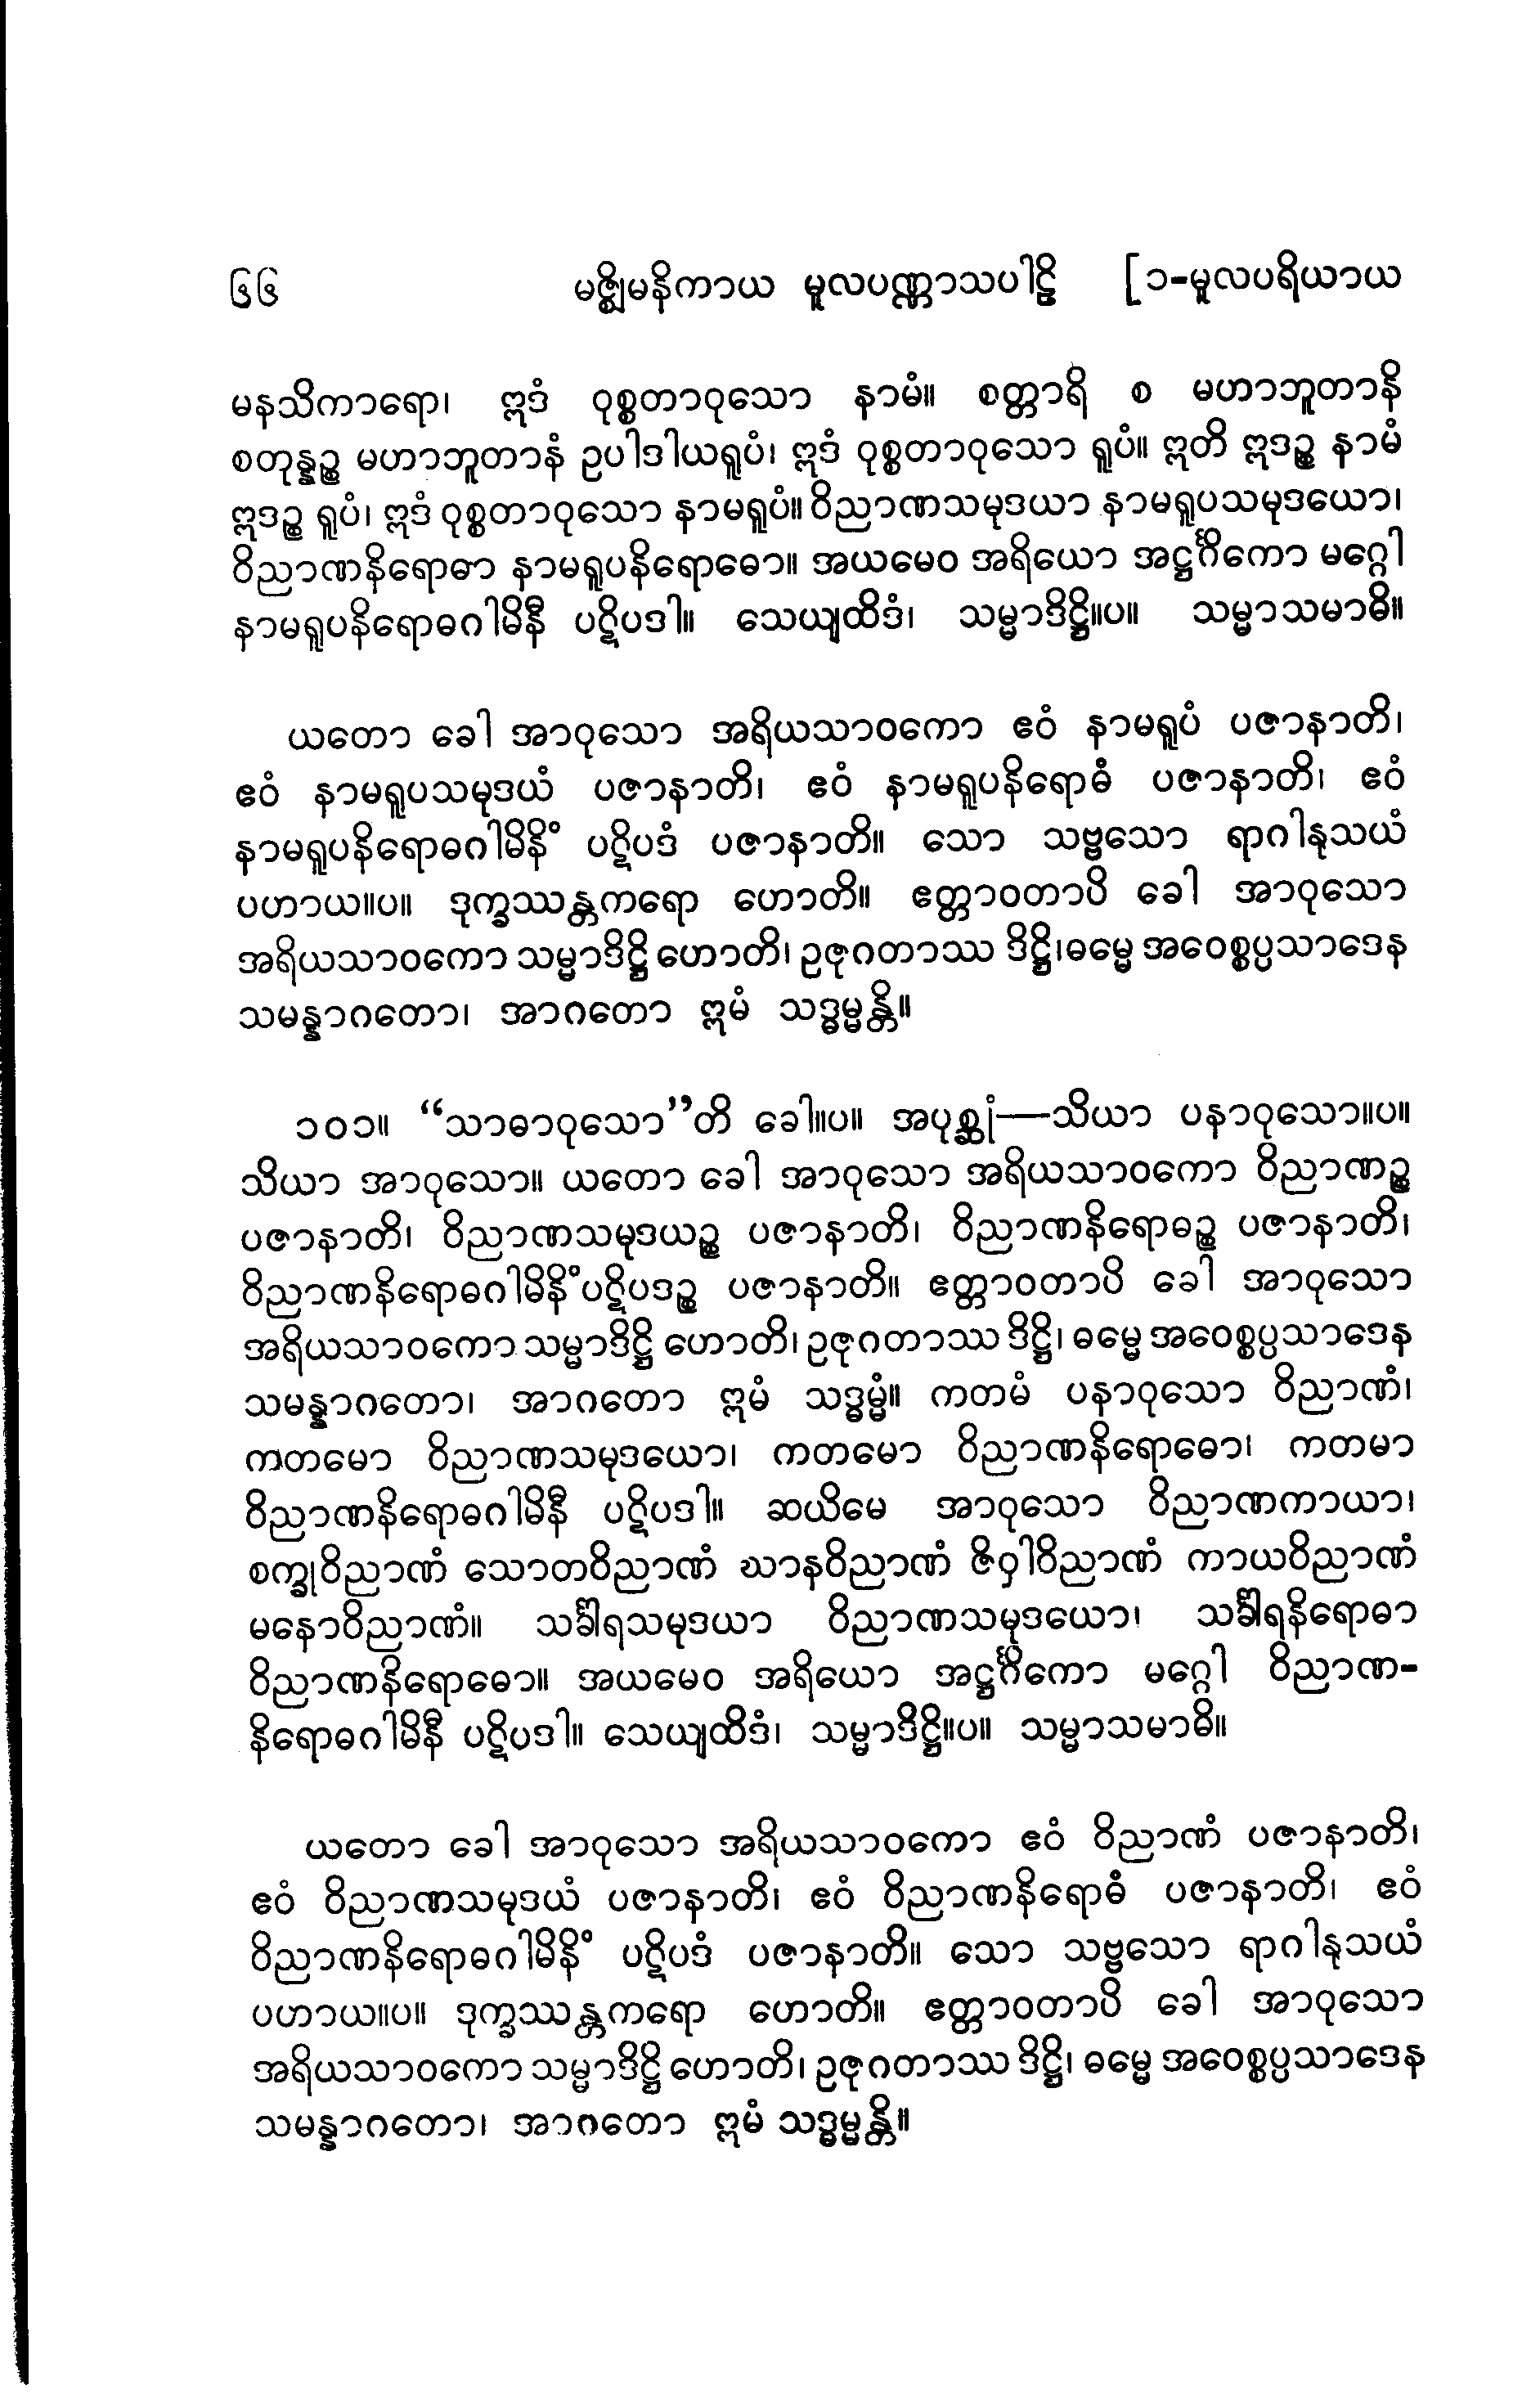 ၆၆ မဇ္ဈိမနိကာယ မူလပဏ္ဏာသပါဠိ [၁-မူလပရိယာယ
မနသိကာရော၊ ဣဒံ ဝုစ္စတာဝုသော နာမံ။ စတ္တာရိ စ မဟာဘူတာနိ
စတုန္နဉ္စ မဟာဘူတာနံ ဥပါဒါယရူပံ၊ ဣဒံ ဝုစ္စတာဝုသော ရူပံ။ ဣတိ ဣဒဉ္စ နာမံ
ဣဒဉ္စ ရူပံ၊ ဣဒံ ဝုစ္စတာဝုသော နာမရူပံ။ ဝိညာဏသမုဒယာ နာမရူပသမုဒယော၊
ဝိညာဏနိရောဓာ နာမရူပနိရောဓော။ အယမေဝ အရိယော အဋ္ဌင်္ဂိကော မဂ္ဂေါ
နာမရူပနိရောဓဂါမိနီ ပဋိပဒါ။ သေယျထိဒံ၊ သမ္မာဒိဋ္ဌိ။ပ။ သမ္မာသမာဓိ။
ယတော ခေါ အာဝုသော အရိယသာဝကော ဧဝံ နာမရူပံ ပဇာနာတိ၊
ဧဝံ နာမရူပသမုဒယံ ပဇာနာတိ၊ ဧဝံ နာမရူပနိရောဓံ ပဇာနာတိ၊ ဧဝံ
နာမရူပနိရောဓဂါမိနိံ ပဋိပဒံ ပဇာနာတိ။ သော သဗ္ဗသော ရာဂါနုသယံ
ပဟာယ။ပ။ ဒုက္ခဿန္တကရော ဟောတိ။ ဧတ္တာဝတာပိ ခေါ အာဝုသော
အရိယသာဝကော သမ္မာဒိဋ္ဌိ ဟောတိ၊ ဥဇုဂတာဿ ဒိဋ္ဌိ၊ဓမ္မေ အဝေစ္စပ္ပသာဒေန
သမန္နာဂတော၊ အာဂတော ဣမံ သဒ္ဓမ္မန္တိ။
၁၀၁။ “သာဓာဝုသော”တိ ခေါ။ပ။ အပုစ္ဆုံ—သိယာ ပနာဝုသော။ပ။
သိယာ အာဝုသော။ ယတော ခေါ အာဝုသော အရိယသာဝကော ဝိညာဏဉ္စ
ပဇာနာတိ၊ ဝိညာဏသမုဒယဉ္စ ပဇာနာတိ၊ ဝိညာဏနိရောဓဉ္စ ပဇာနာတိ၊
ဝိညာဏနိရောဓဂါမိနိံ ပဋိပဒဉ္စ ပဇာနာတိ။ ဧတ္တာဝတာပိ ခေါ အာဝုသော
အရိယသာဝကော သမ္မာဒိဋ္ဌိ ဟောတိ၊ ဥဇုဂတာဿ ဒိဋ္ဌိ၊ ဓမ္မေ အဝေစ္စပ္ပသာဒေန
သမန္နာဂတော၊ အာဂတော ဣမံ သဒ္ဓမ္မံ။ ကတမံ ပနာဝုသော ဝိညာဏံ၊
ကတမော ဝိညာဏသမုဒယော၊ ကတမော ဝိညာဏနိရောဓော၊ ကတမာ
ဝိညာဏနိရောဓဂါမိနီ ပဋိပဒါ။ ဆယိမေ အာဝုသော ဝိညာဏကာယာ၊
စက္ခုဝိညာဏံ သောတဝိညာဏံ ဃာနဝိညာဏံ ဇိဝှါဝိညာဏံ ကာယဝိညာဏံ
မနောဝိညာဏံ။ သင်္ခါရသမုဒယာ ဝိညာဏသမုဒယော၊ သင်္ခါရနိရောဓာ
ဝိညာဏနိရောဓော။ အယမေဝ အရိယော အဋ္ဌင်္ဂိကော မဂ္ဂေါ ဝိညာဏ-
နိရောဓဂါမိနီ ပဋိပဒါ။ သေယျထိဒံ၊ သမ္မာဒိဋ္ဌိ။ပ။ သမ္မာသမာဓိ။
ယတော ခေါ အာဝုသော အရိယသာဝကော ဧဝံ ဝိညာဏံ ပဇာနာတိ၊
ဧဝံ ဝိညာဏသမုဒယံ ပဇာနာတိ၊ ဧဝံ ဝိညာဏနိရောဓံ ပဇာနာတိ၊ ဧဝံ
ဝိညာဏနိရောဓဂါမိနိံ ပဋိပဒံ ပဇာနာတိ။ သော သဗ္ဗသော ရာဂါနုသယံ
ပဟာယ။ပ။ ဒုက္ခဿန္တကရော ဟောတိ။ ဧတ္တာဝတာပိ ခေါ အာဝုသော
အရိယသာဝကော သမ္မာဒိဋ္ဌိ ဟောတိ၊ ဥဇုဂတာဿ ဒိဋ္ဌိ၊ ဓမ္မေ အဝေစ္စပ္ပသာဒေန
သမန္နာဂတော၊ အာဂတော ဣမံ သဒ္ဓမ္မန္တိ။